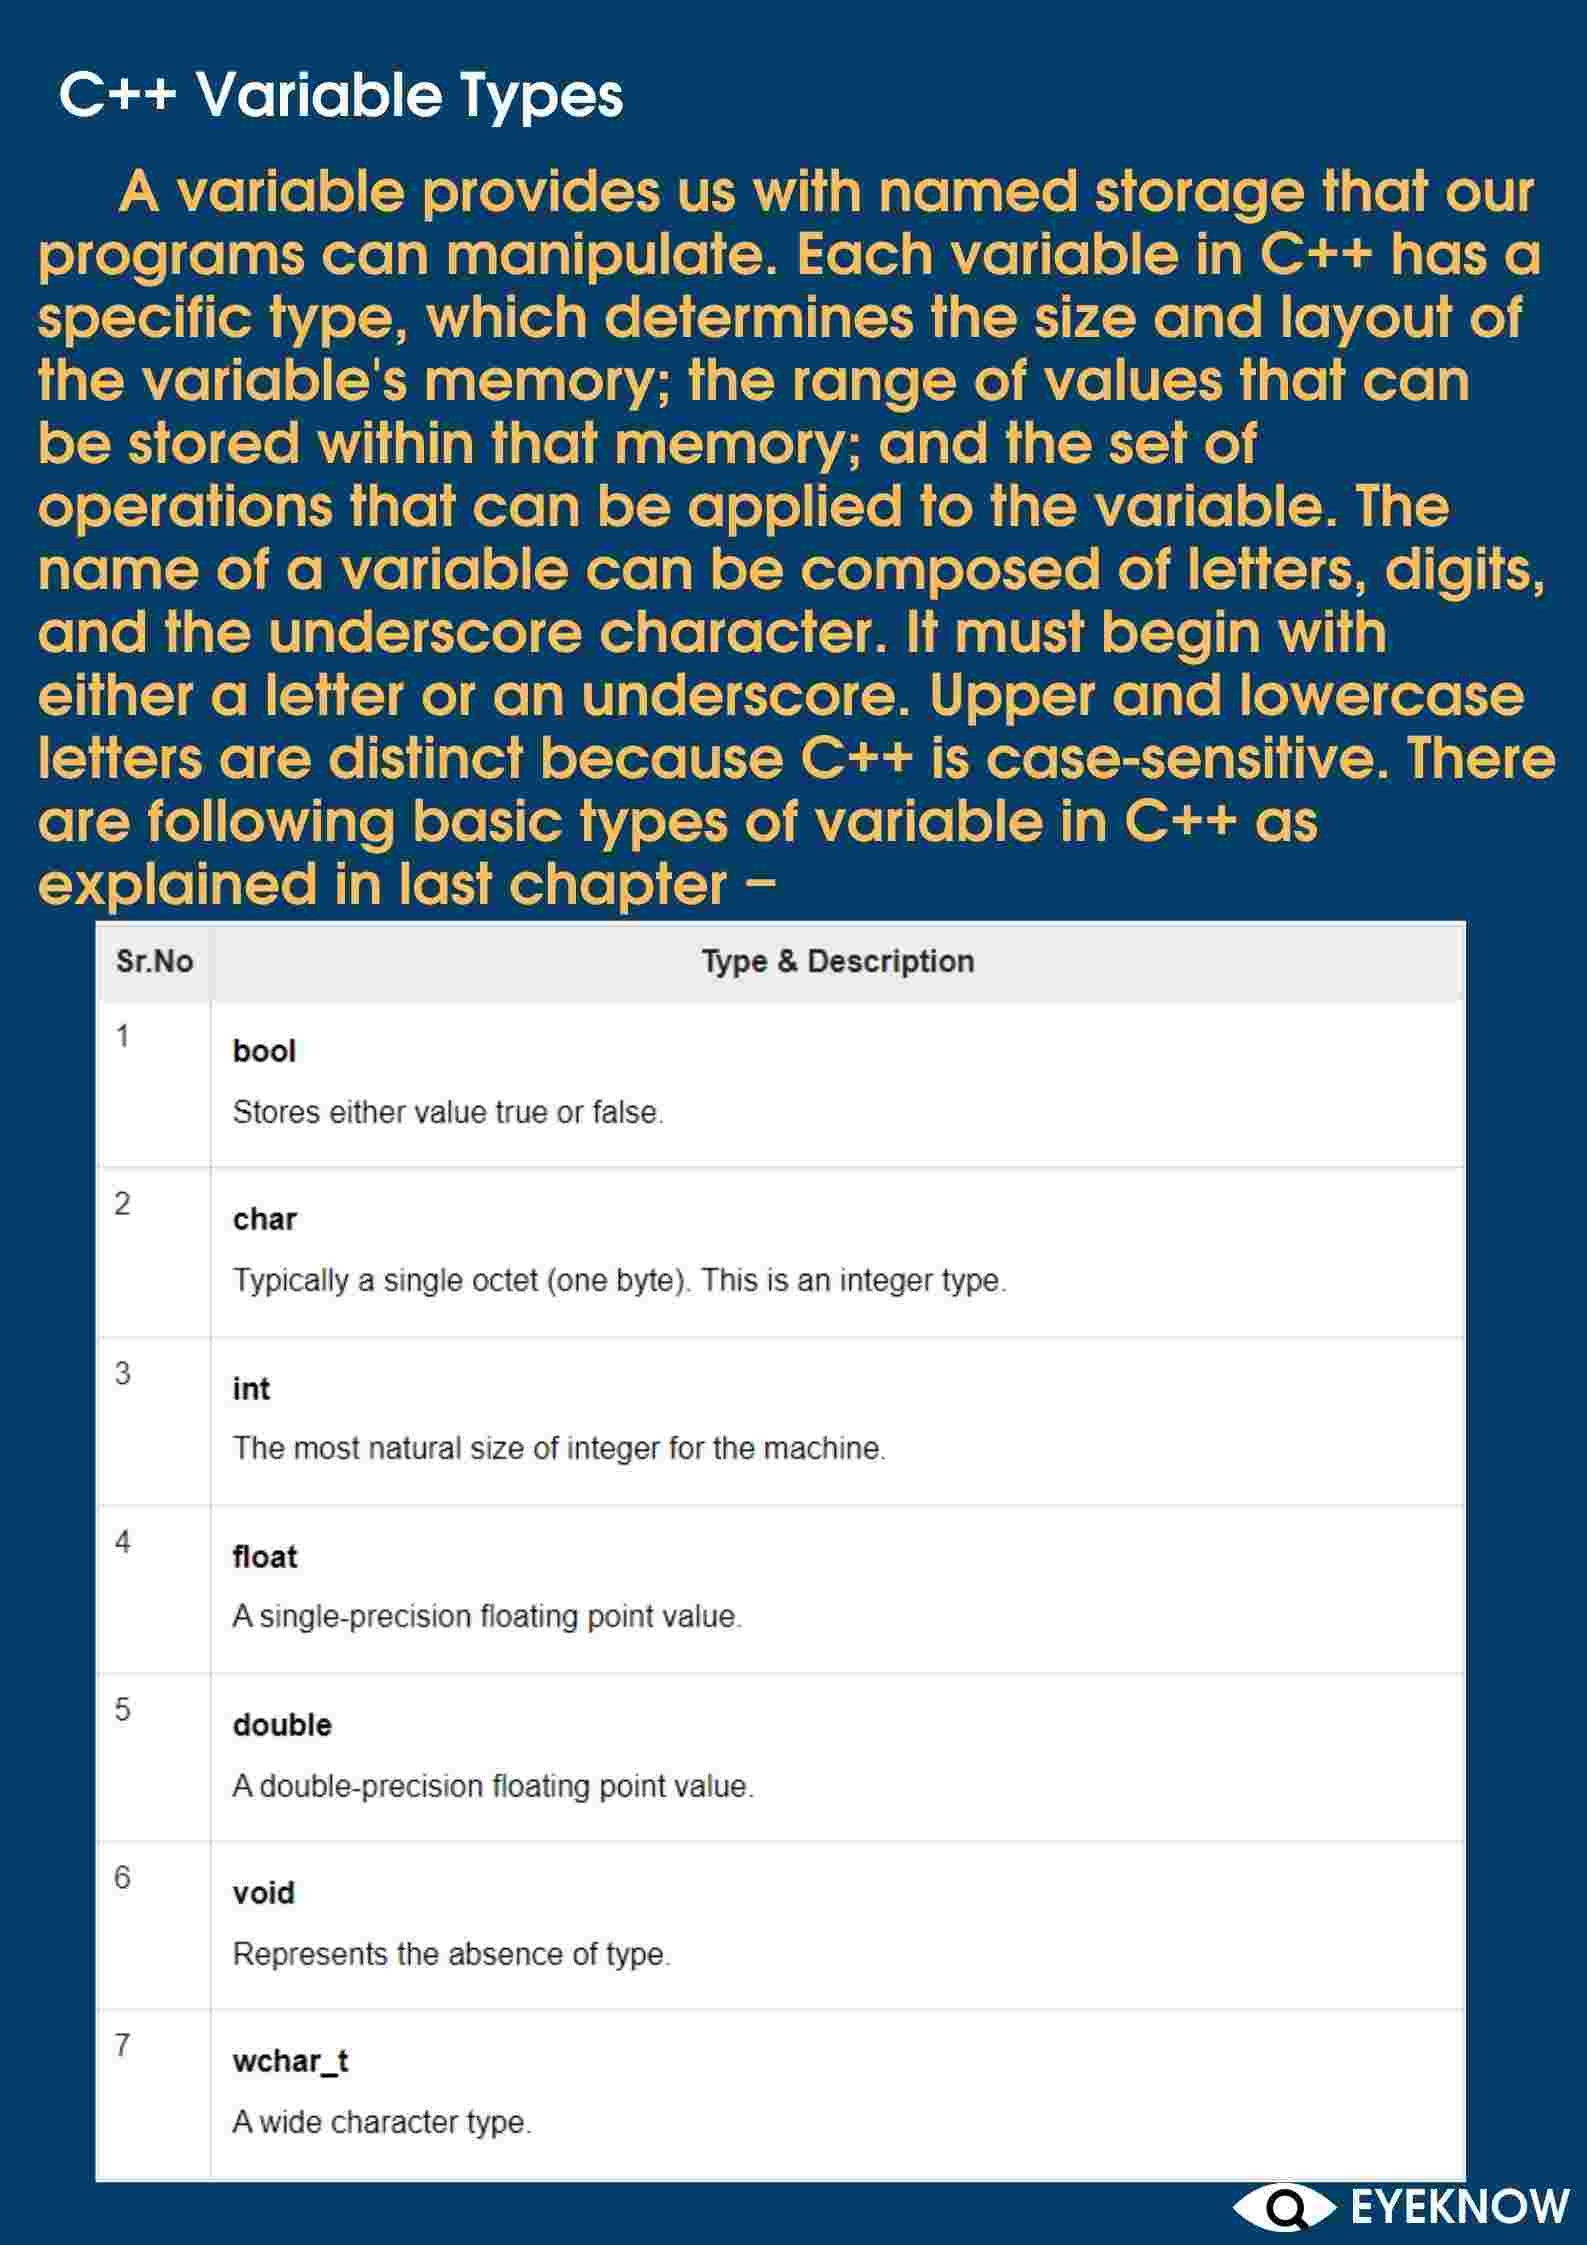 C++ Variable Types
A variable provides us with named storage that our
programs can manipulate. Each variable in C++ has a
specific type, which determines the size and layout of
the variable's memory; the range of values that can
be stored within that memory; and the set of
operations that can be applied to the variable. The
name of a variable can be composed of letters, digits,
and the underscore character. It must begin with
either a letter or an underscore. Upper and lowercase
letters are distinct because C++ is case-sensitive. There
are following basic types of variable in C++ as
explained in last chapter –
Sr.No Type & Description
1
bool
Stores either value true or false.
2
char
Typically a single octet (one byte). This is an integer type.
3
int
The most natural size of integer for the machine.
4
float
A single-precision floating point value.
5
double
A double-precision floating point value.
6
void
Represents the absence of type.
7
wchar_t
A wide character type.
EYEKNOW